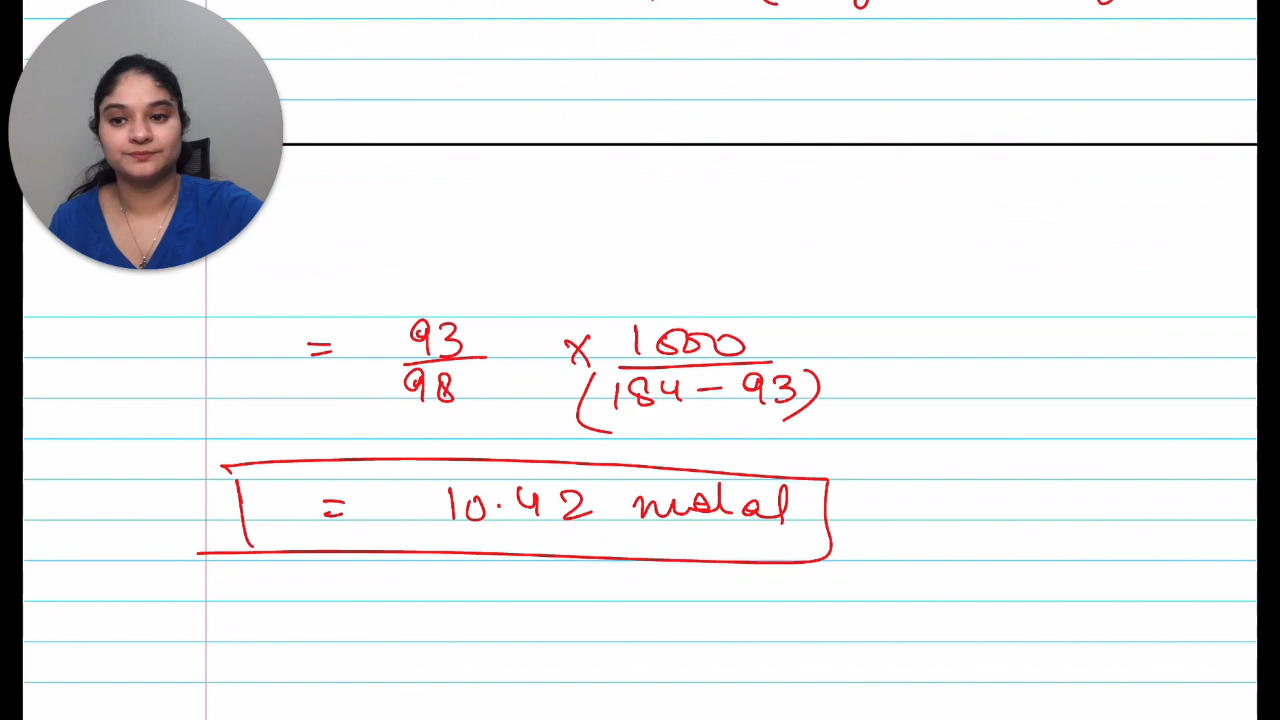 = 93/98 × 1000/(184 - 93)
= 10.42 molal